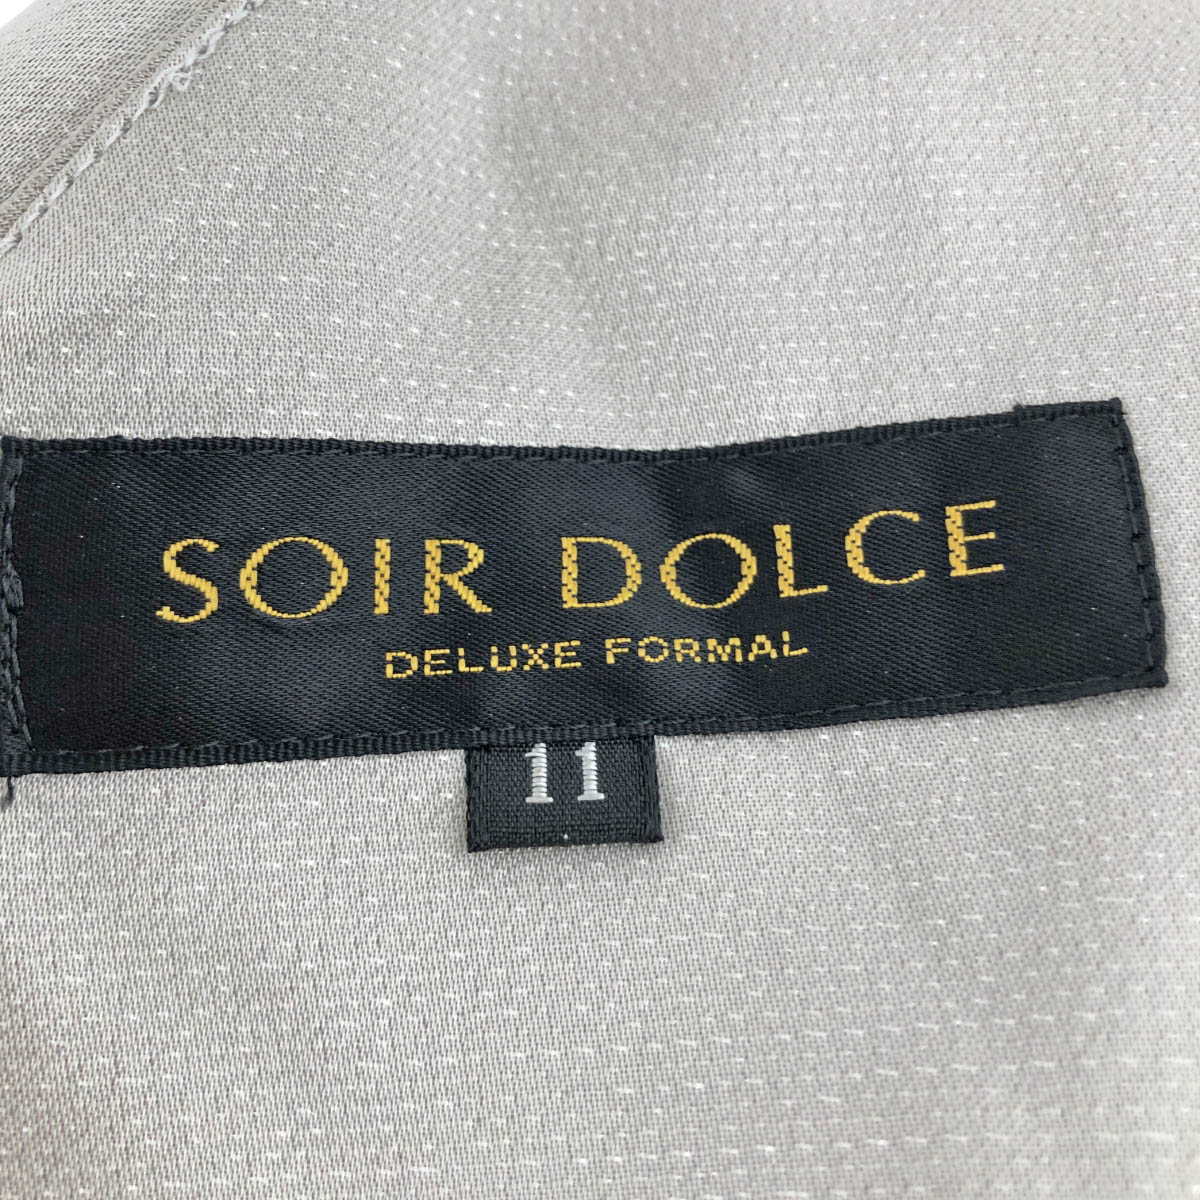 SOIR DOLCE
DELUXE FORMAL
11